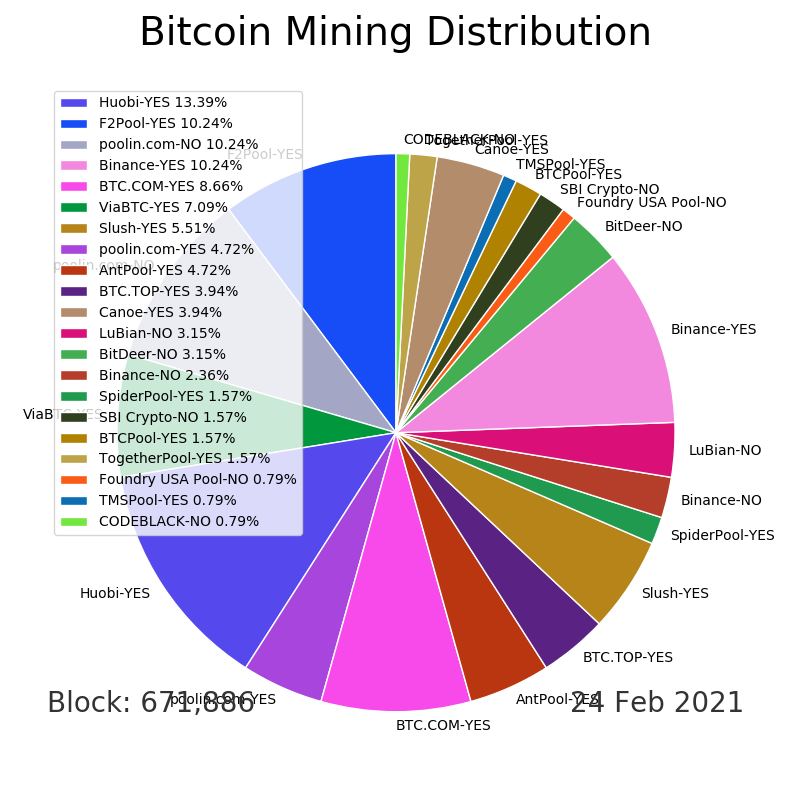 Bitcoin Mining Distribution
Huobi-YES 13.39%
F2Pool-YES 10.24%
poolin.com-NO 10.24%
Binance-YES 10.24%
BTC.COM-YES 8.66%
ViaBTC-YES 7.09%
Slush-YES 5.51%
poolin.com-YES 4.72%
AntPool-YES 4.72%
BTC.TOP-YES 3.94%
Canoe-YES 3.94%
LuBian-NO 3.15%
BitDeer-NO 3.15%
Binance-NO 2.36%
SpiderPool-YES 1.57%
SBI Crypto-NO 1.57%
BTCPool-YES 1.57%
TogetherPool-YES 1.57%
Foundry USA Pool-NO 0.79%
TMSPool-YES 0.79%
CODEBLACK-NO 0.79%
CODEBLACK-NO
TogetherPool-YES
Canoe-YES
TMSPool-YES
BTCPool-YES
SBI Crypto-NO
Foundry USA Pool-NO
BitDeer-NO
Binance-YES
LuBian-NO
Binance-NO
SpiderPool-YES
Slush-YES
BTC.TOP-YES
AntPool-YES
BTC.COM-YES
poolin.com-YES
Huobi-YES
ViaBTC-YES
poolin.com-NO
F2Pool-YES
Block: 671,886
24 Feb 2021